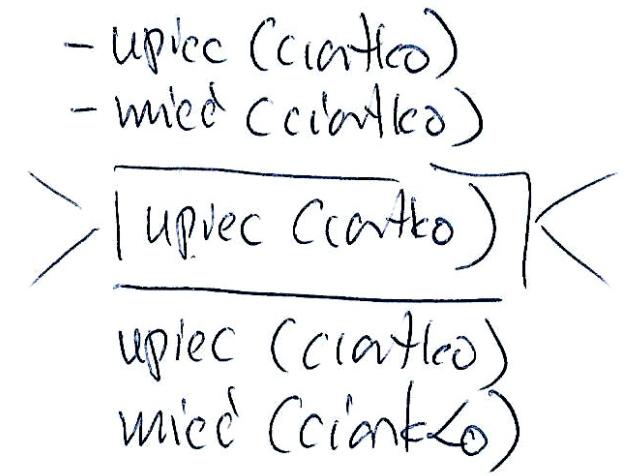 - upiec (ciastko)
- mieć (ciastko)
upiec (ciastko)
upiec (ciastko)
mieć (ciastko)